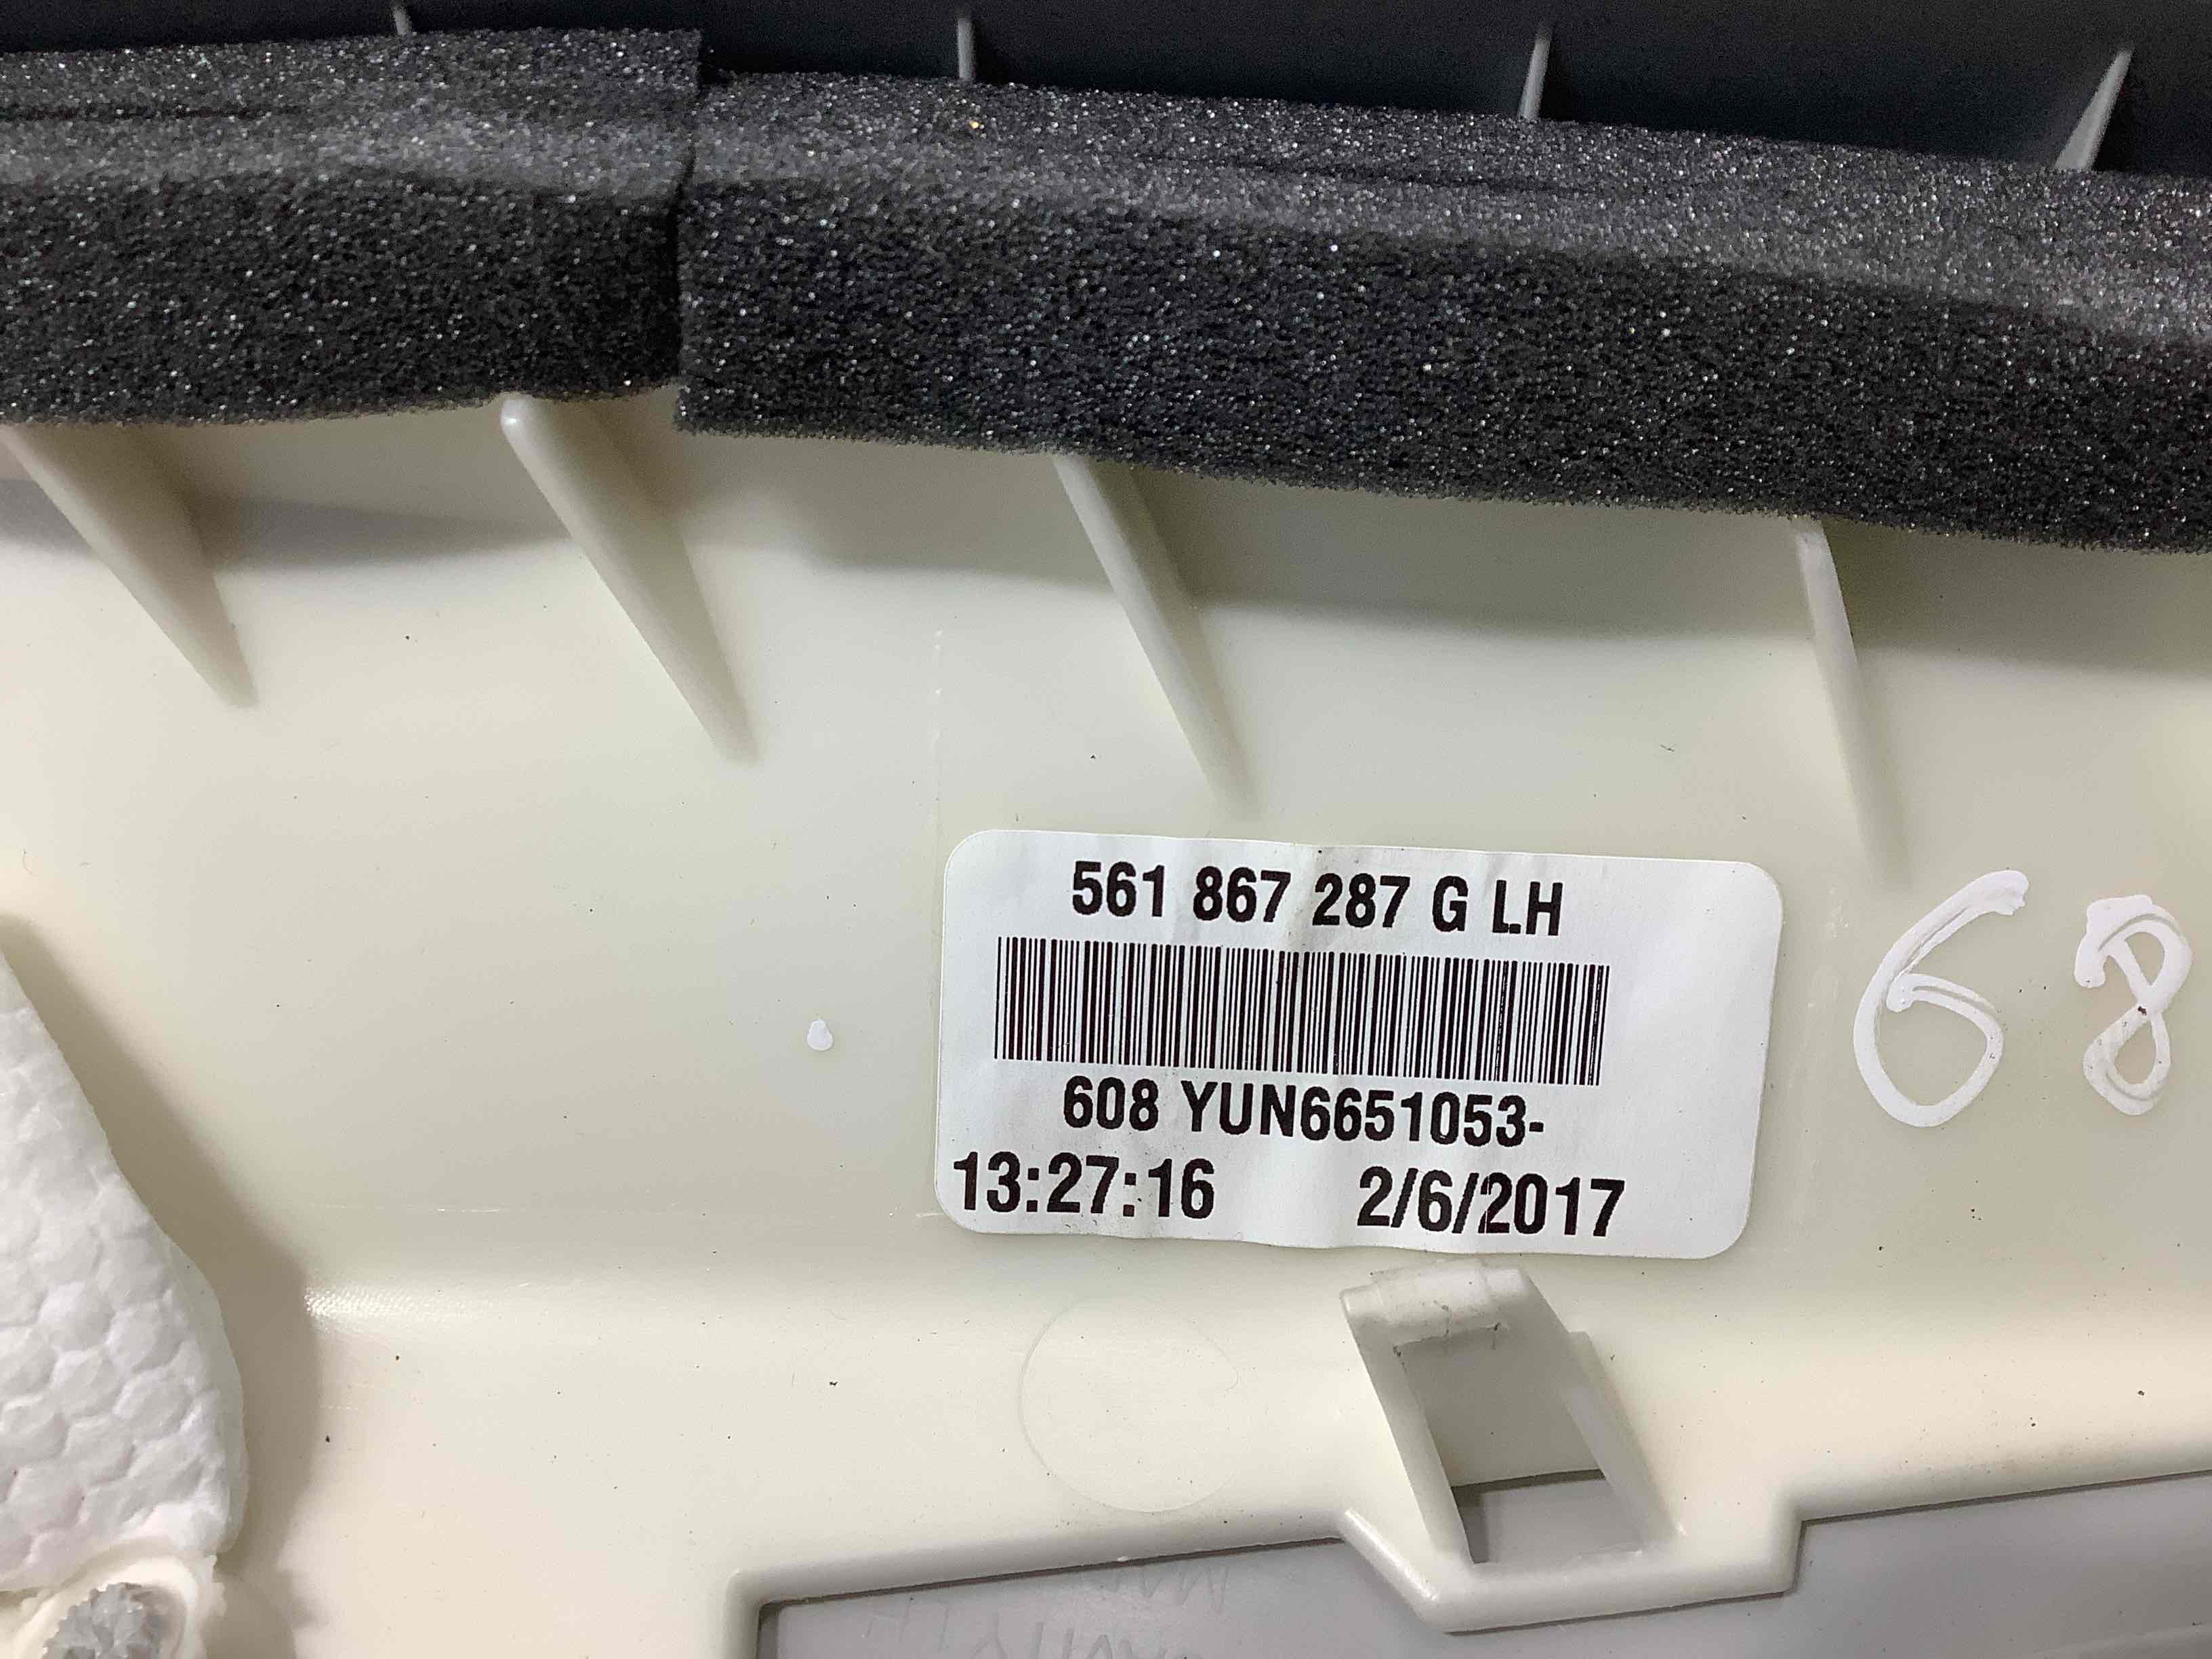 561 867 287 G LH
608 YUN6651053-
13:27:16 2/6/2017
68